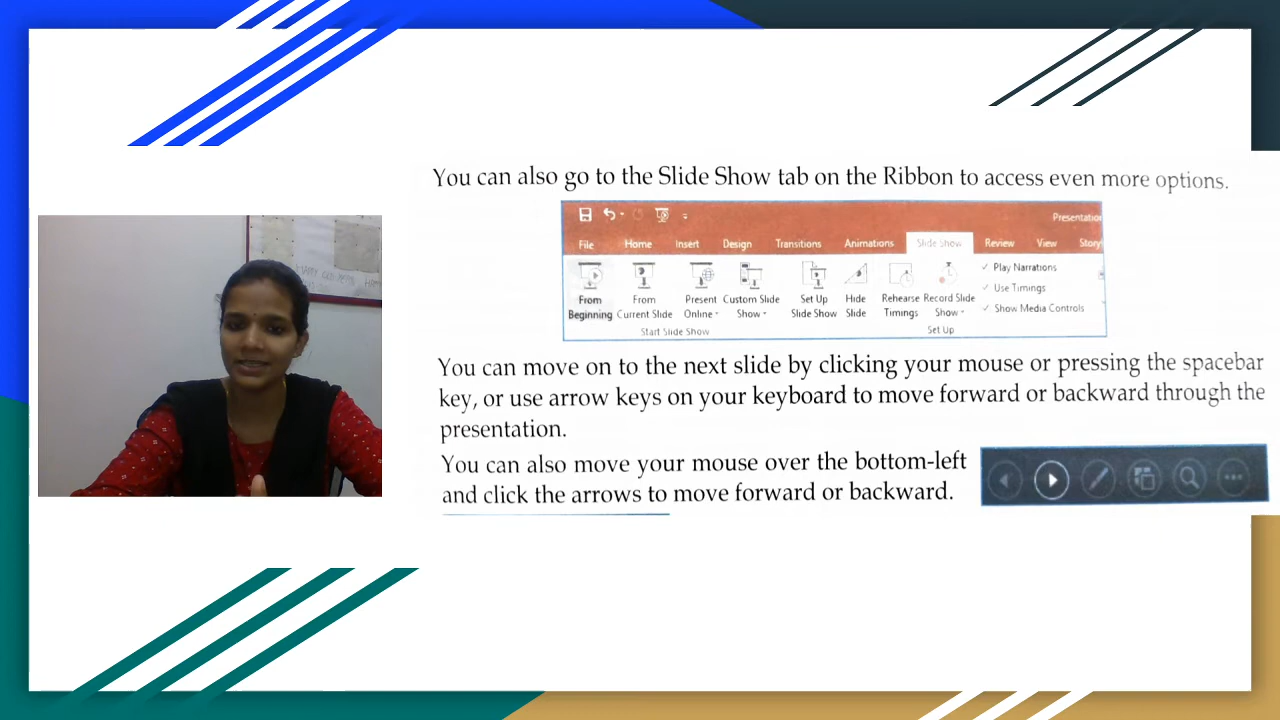 You can also go to the Slide Show tab on the Ribbon to access even more options.
Presentation
File Home Insert Design Transitions Animations Slide Show Review View Story
From Beginning
From Current Slide
Present Online
Custom Slide Show
Set Up Slide Show
Hide Slide
Rehearse Timings
Record Slide Show
✓ Play Narrations
✓ Use Timings
✓ Show Media Controls
Start Slide Show
Set Up
You can move on to the next slide by clicking your mouse or pressing the spacebar
key, or use arrow keys on your keyboard to move forward or backward through the
presentation.
You can also move your mouse over the bottom-left
and click the arrows to move forward or backward.